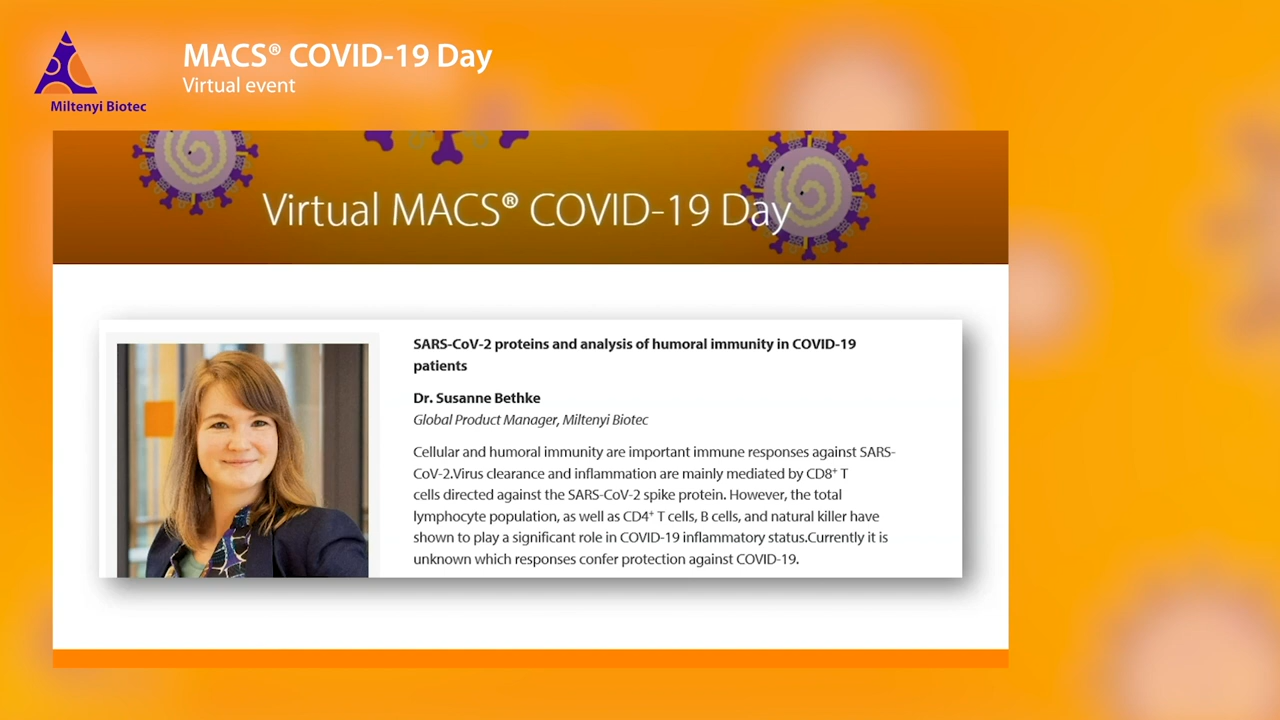 MACS® COVID-19 Day
Virtual event
Miltenyi Biotec
Virtual MACS® COVID-19 Day
SARS-CoV-2 proteins and analysis of humoral immunity in COVID-19
patients
Dr. Susanne Bethke
Global Product Manager, Miltenyi Biotec
Cellular and humoral immunity are important immune responses against SARS-
CoV-2.Virus clearance and inflammation are mainly mediated by CD8⁺ T
cells directed against the SARS-CoV-2 spike protein. However, the total
lymphocyte population, as well as CD4⁺ T cells, B cells, and natural killer have
shown to play a significant role in COVID-19 inflammatory status.Currently it is
unknown which responses confer protection against COVID-19.